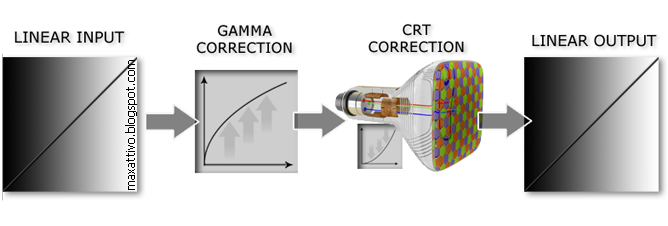 LINEAR INPUT
GAMMA
CORRECTION
CRT
CORRECTION
LINEAR OUTPUT
maxattivo.blogspot.com